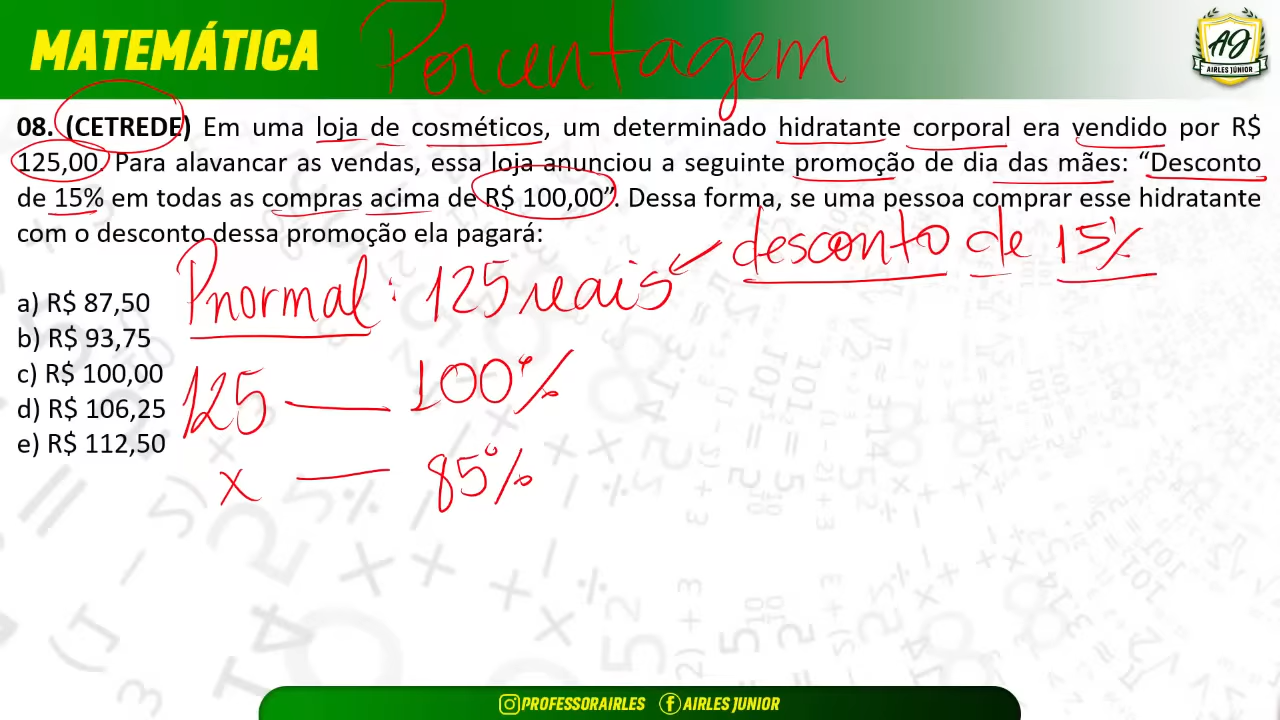 MATEMÁTICA
Porcentagem
AJ
AIRLES JÚNIOR
08. (CETREDE) Em uma loja de cosméticos, um determinado hidratante corporal era vendido por R$
125,00. Para alavancar as vendas, essa loja anunciou a seguinte promoção de dia das mães: “Desconto
de 15% em todas as compras acima de R$ 100,00”. Dessa forma, se uma pessoa comprar esse hidratante
com o desconto dessa promoção ela pagará:
Pnormal: 125 reais
desconto de 15%
a) R$ 87,50
b) R$ 93,75
c) R$ 100,00
d) R$ 106,25
e) R$ 112,50
125 — 100%
x — 85%
PROFESSORAIRLES
AIRLES JUNIOR